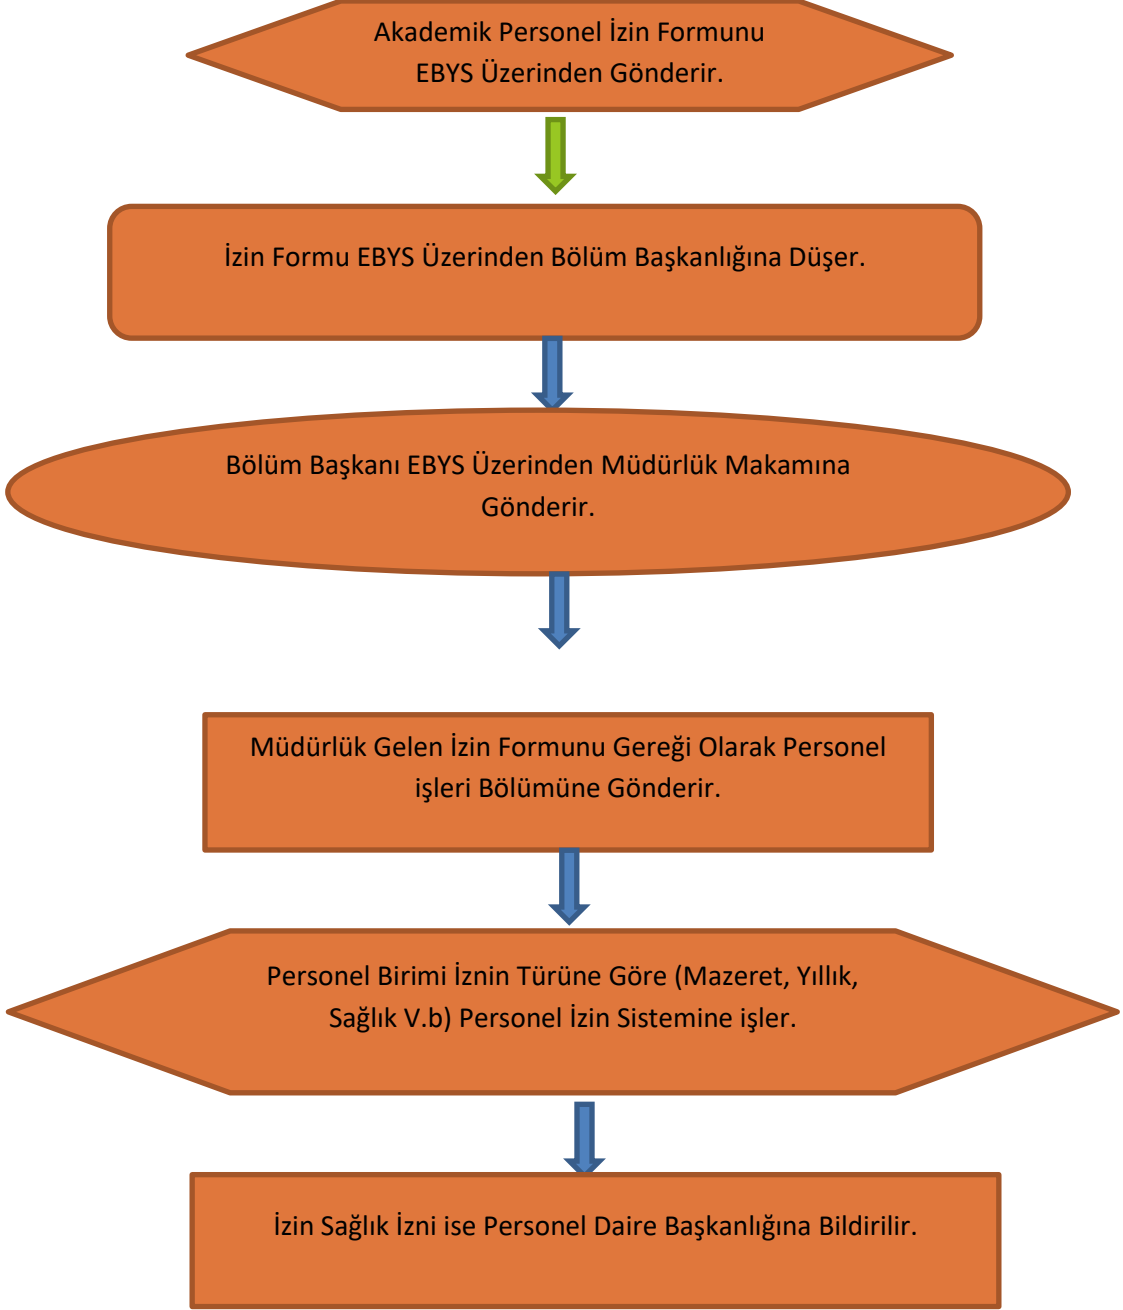 Akademik Personel İzin Formunu
EBYS Üzerinden Gönderir.
İzin Formu EBYS Üzerinden Bölüm Başkanlığına Düşer.
Bölüm Başkanı EBYS Üzerinden Müdürlük Makamına
Gönderir.
Müdürlük Gelen İzin Formunu Gereği Olarak Personel
işleri Bölümüne Gönderir.
Personel Birimi İznin Türüne Göre (Mazeret, Yıllık,
Sağlık V.b) Personel İzin Sistemine işler.
İzin Sağlık İzni ise Personel Daire Başkanlığına Bildirilir.